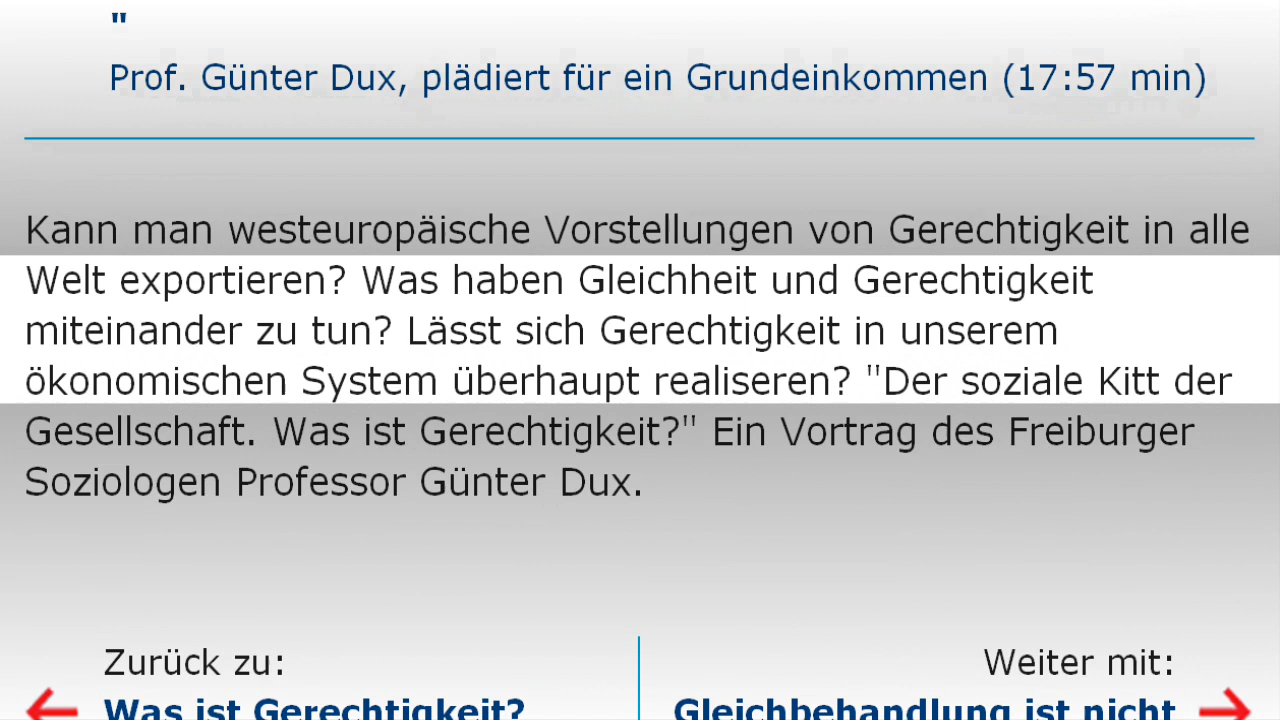 "
Prof. Günter Dux, plädiert für ein Grundeinkommen (17:57 min)
Kann man westeuropäische Vorstellungen von Gerechtigkeit in alle
Welt exportieren? Was haben Gleichheit und Gerechtigkeit
miteinander zu tun? Lässt sich Gerechtigkeit in unserem
ökonomischen System überhaupt realiseren? "Der soziale Kitt der
Gesellschaft. Was ist Gerechtigkeit?" Ein Vortrag des Freiburger
Soziologen Professor Günter Dux.
Zurück zu:
Was ist Gerechtigkeit?
Weiter mit:
Gleichbehandlung ist nicht